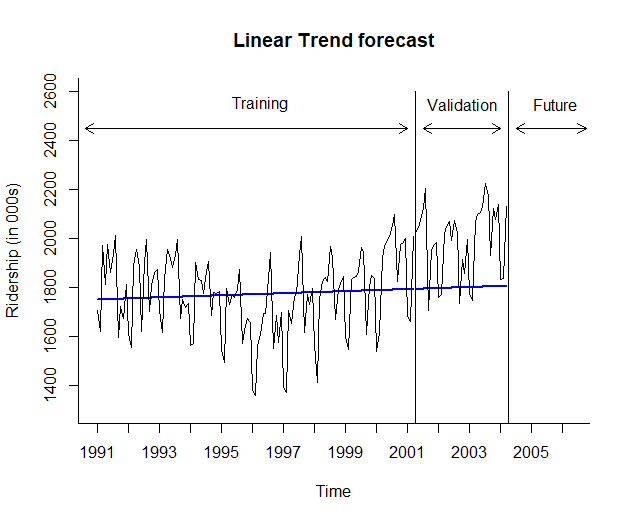 Linear Trend forecast
Training
Validation
Future
Ridership (in 000s)
2600
2400
2200
2000
1800
1600
1400
1991 1993 1995 1997 1999 2001 2003 2005
Time